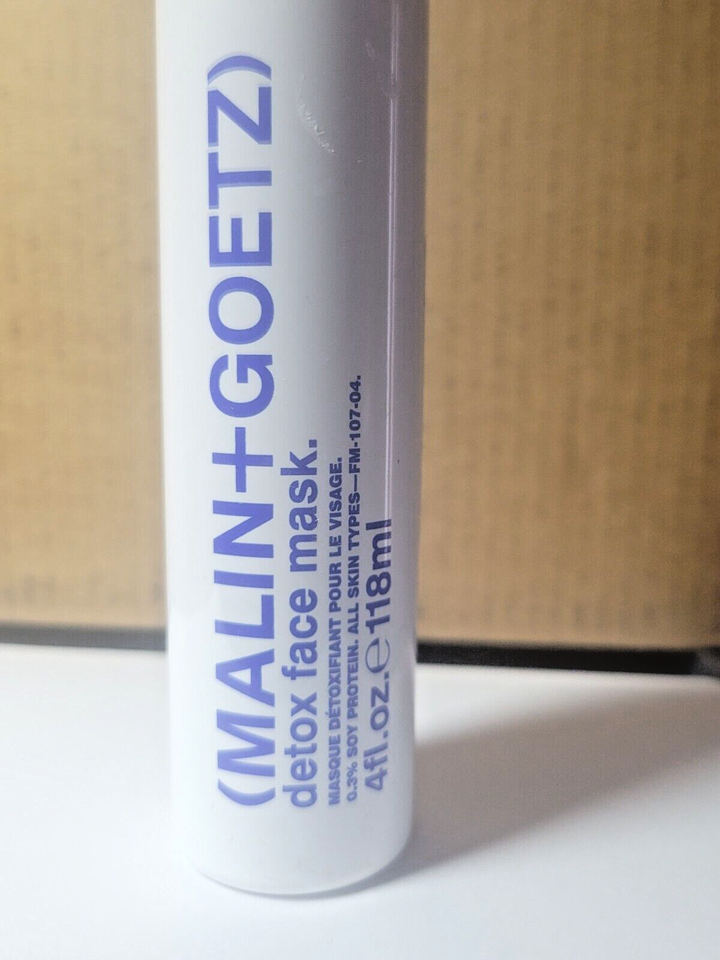 (MALIN+GOETZ)
detox face mask.
MASQUE DÉTOXIFIANT POUR LE VISAGE.
0.3% SOY PROTEIN. ALL SKIN TYPES—FM-107-04.
4fl.oz.℮118ml